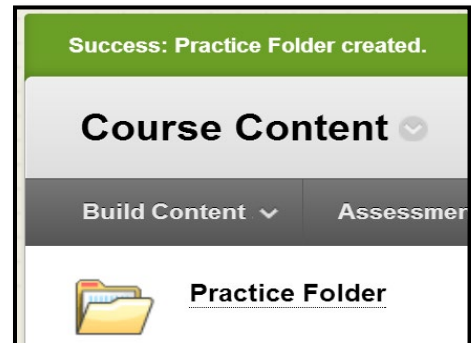 Success: Practice Folder created.
Course Content
Build Content
Practice Folder